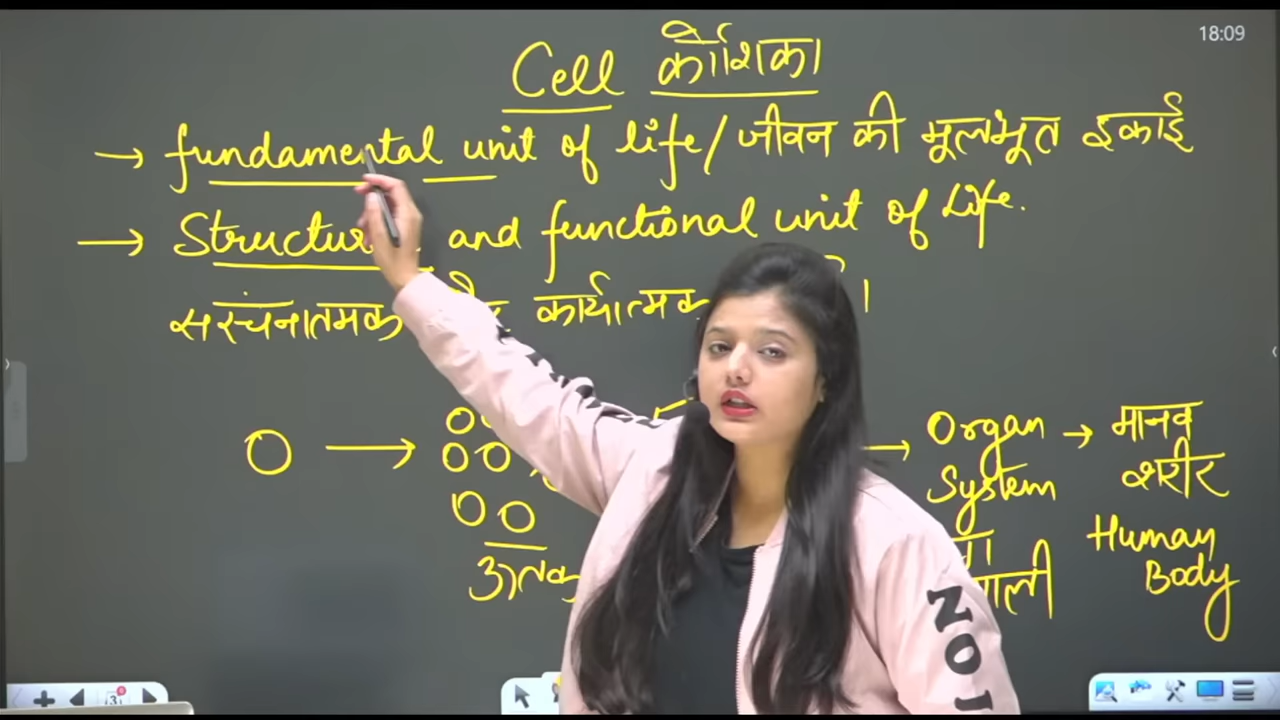 18:09
Cell कोशिका
→ fundamental unit of life/जीवन की मूलभूत इकाई
→ Structur and functional unit of Life.
संरचनात्मक कार्यात्मक ।
→ Organ System → मानव शरीर
Human Body
NOI